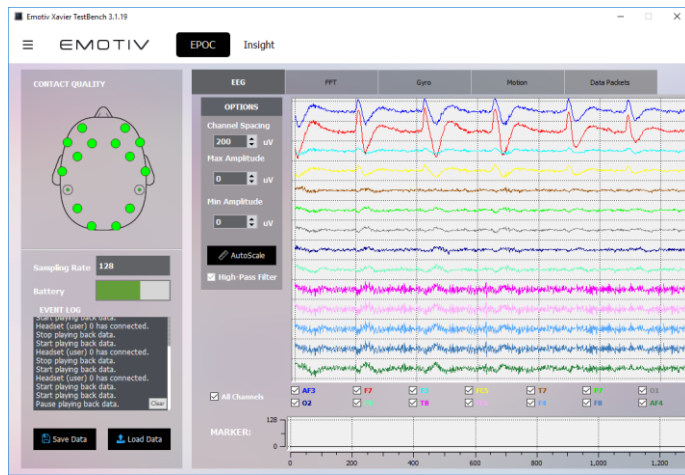 Emotiv Xavier TestBench 3.1.19
EMOTIV
EPOC
Insight
CONTACT QUALITY
Sampling Rate 128
Battery
EVENT LOG
Start playing back data.
Headset (user) 0 has connected.
Stop playing back data.
Start playing back data.
Stop playing back data.
Start playing back data.
Headset (user) 0 has connected.
Start playing back data.
Start playing back data.
Pause playing back data.
Clear
Save Data
Load Data
EEG
FFT
Gyro
Motion
Data Packets
OPTIONS
Channel Spacing
200 uV
Max Amplitude
0 uV
Min Amplitude
0 uV
AutoScale
High-Pass Filter
All Channels
AF3 F7 F3 FC5 T7 P7 O1
O2 T8 F4 F8 AF4
MARKER:
128
0
0 200 400 600 800 1,000 1,200